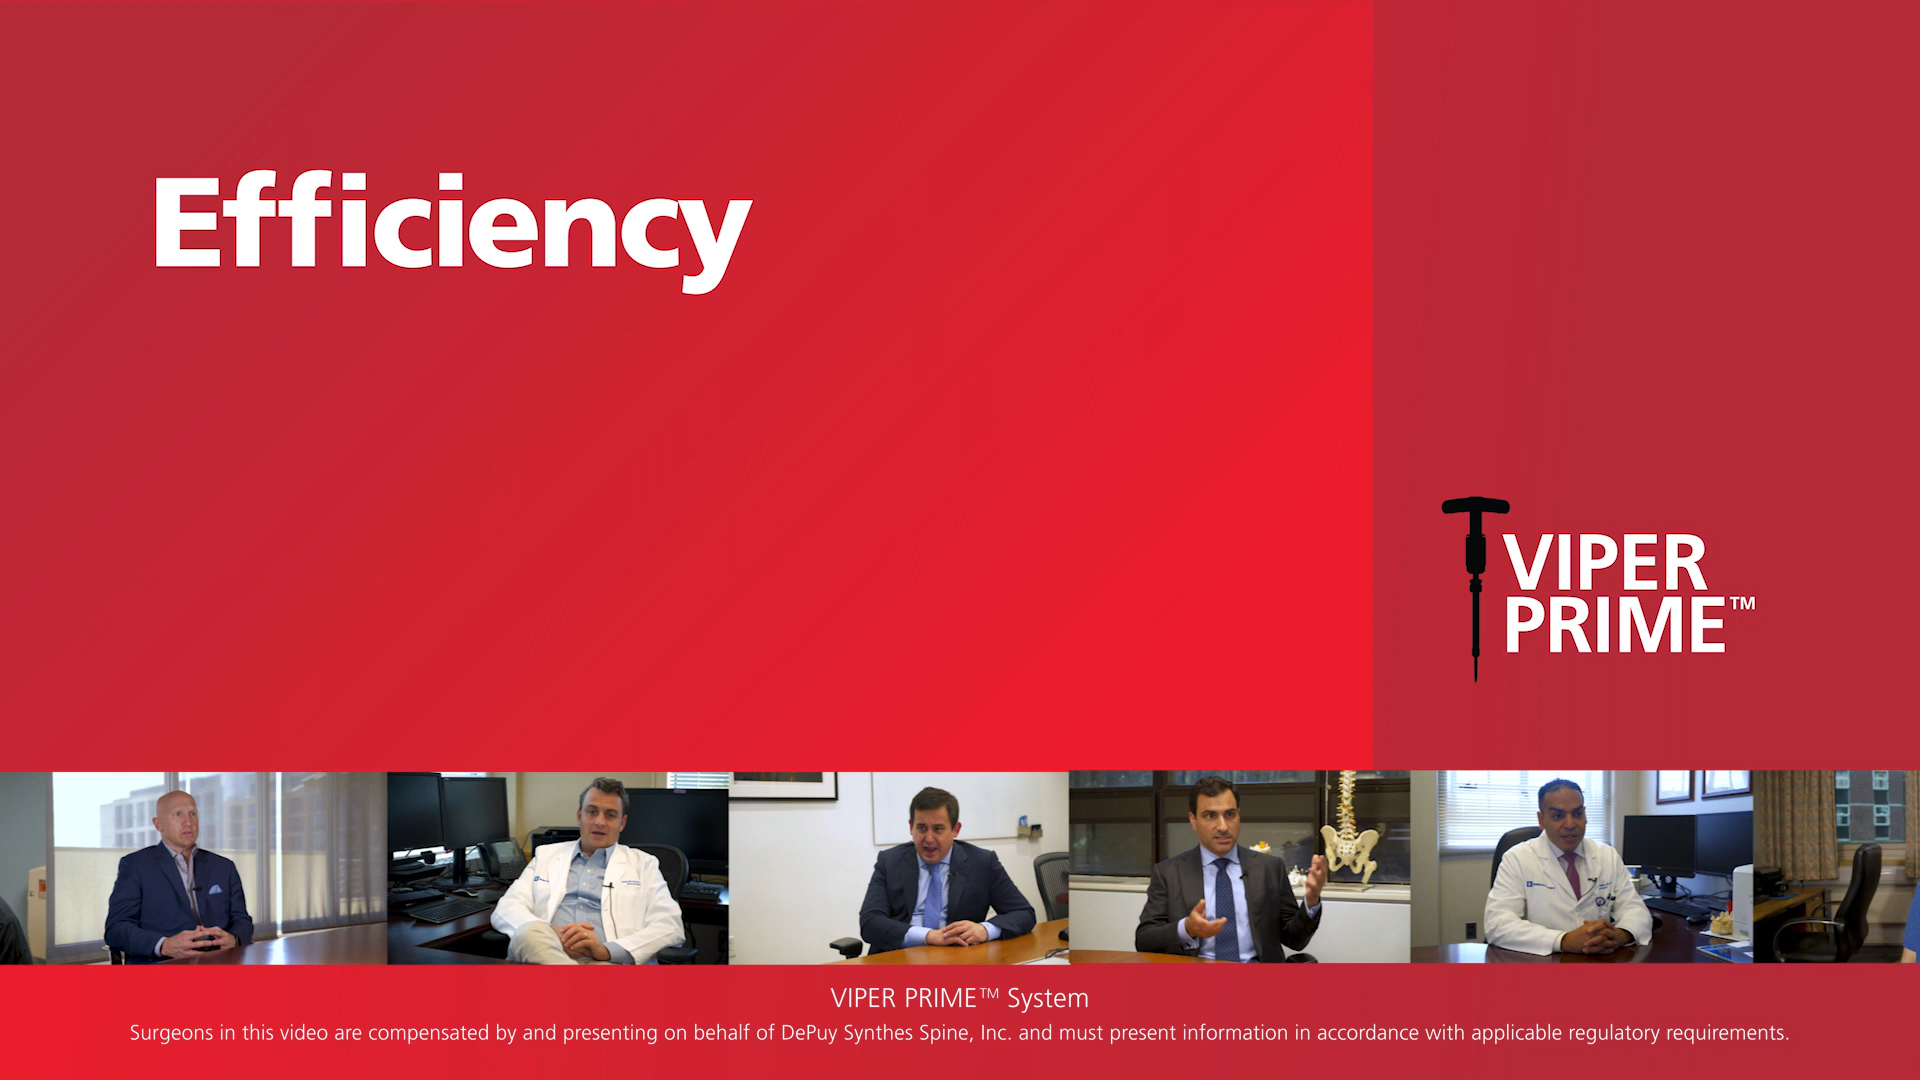 Efficiency
VIPER
PRIME™
VIPER PRIME™ System
Surgeons in this video are compensated by and presenting on behalf of DePuy Synthes Spine, Inc. and must present information in accordance with applicable regulatory requirements.